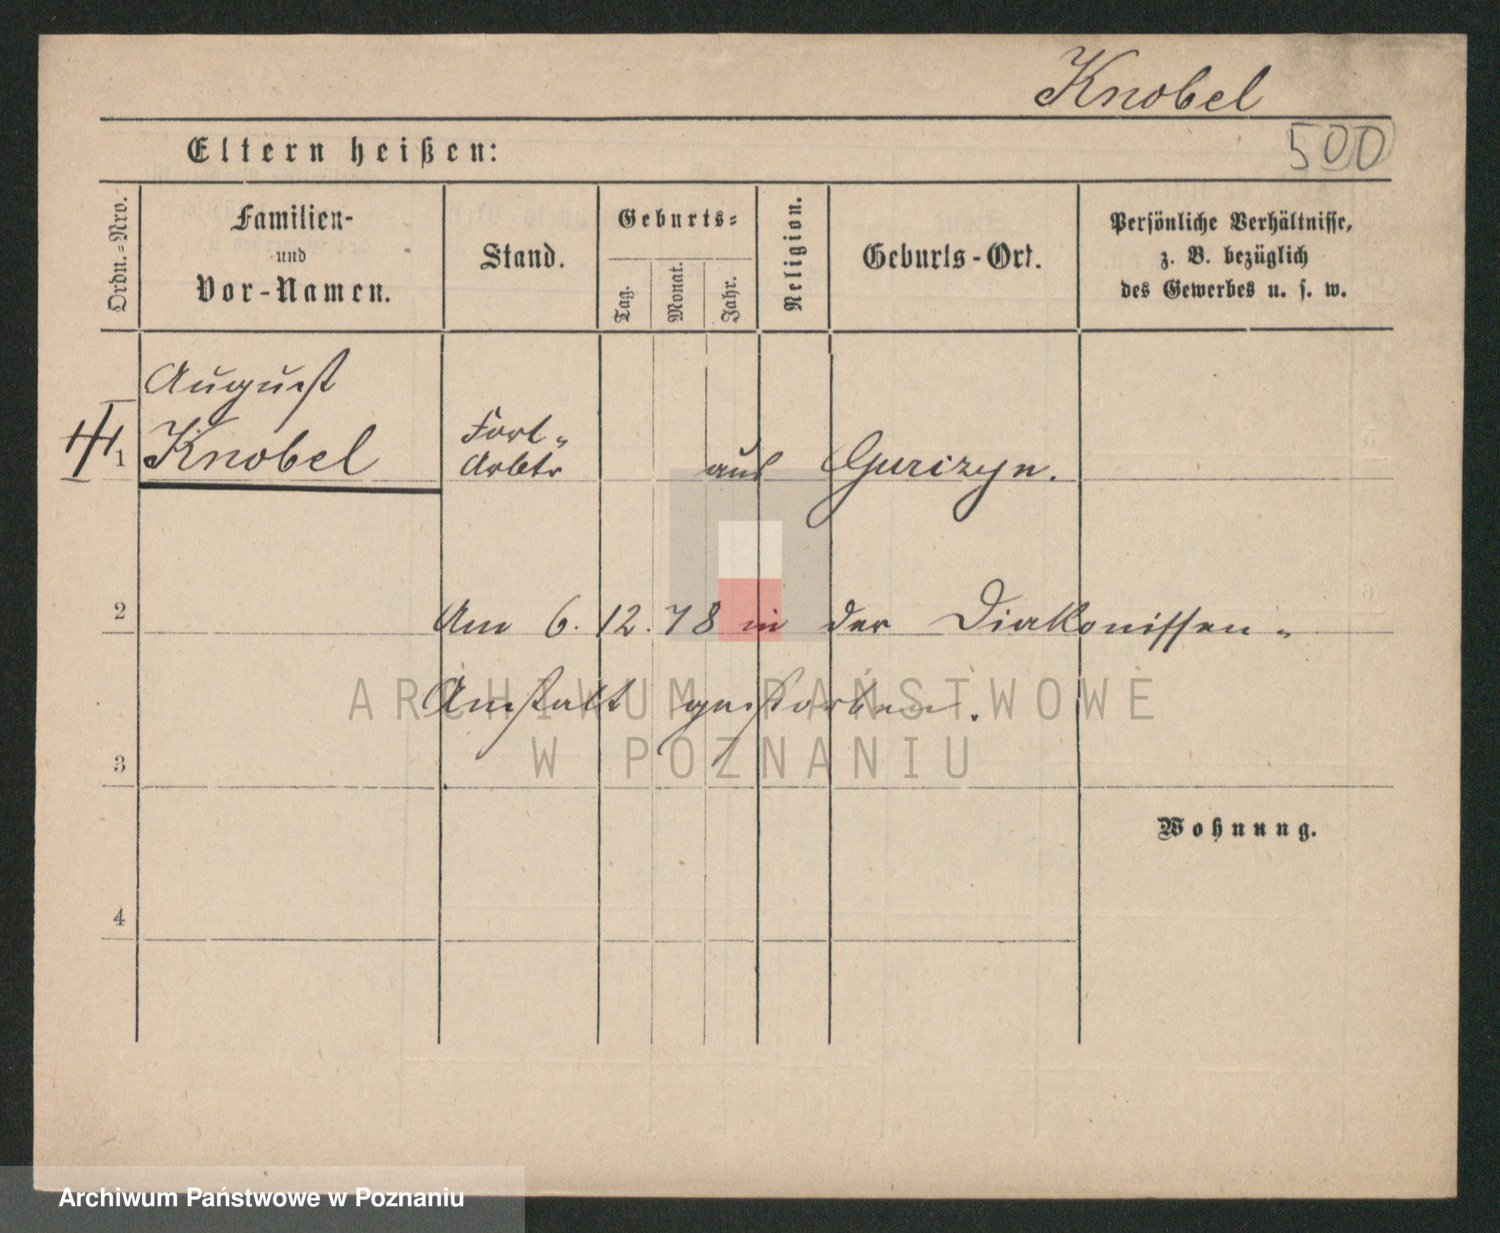 Knobel
500
Eltern heißen:
Ordn.-Nro.
Familien-
und
Vor-Namen.
Stand.
Geburts-
Tag.
Monat.
Jahr.
Religion.
Geburts-Ort.
Persönliche Verhältnisse,
z. B. bezüglich
des Gewerbes u. s. w.
August
1 Knobel
Fort-
Arbtr
aus Gurczyn.
2
Am 6. 12. 78 in der Diakonissen-
Anstalt gestorben.
ARCHIWUM PAŃSTWOWE
W POZNANIU
3
Wohnung.
4
Archiwum Państwowe w Poznaniu